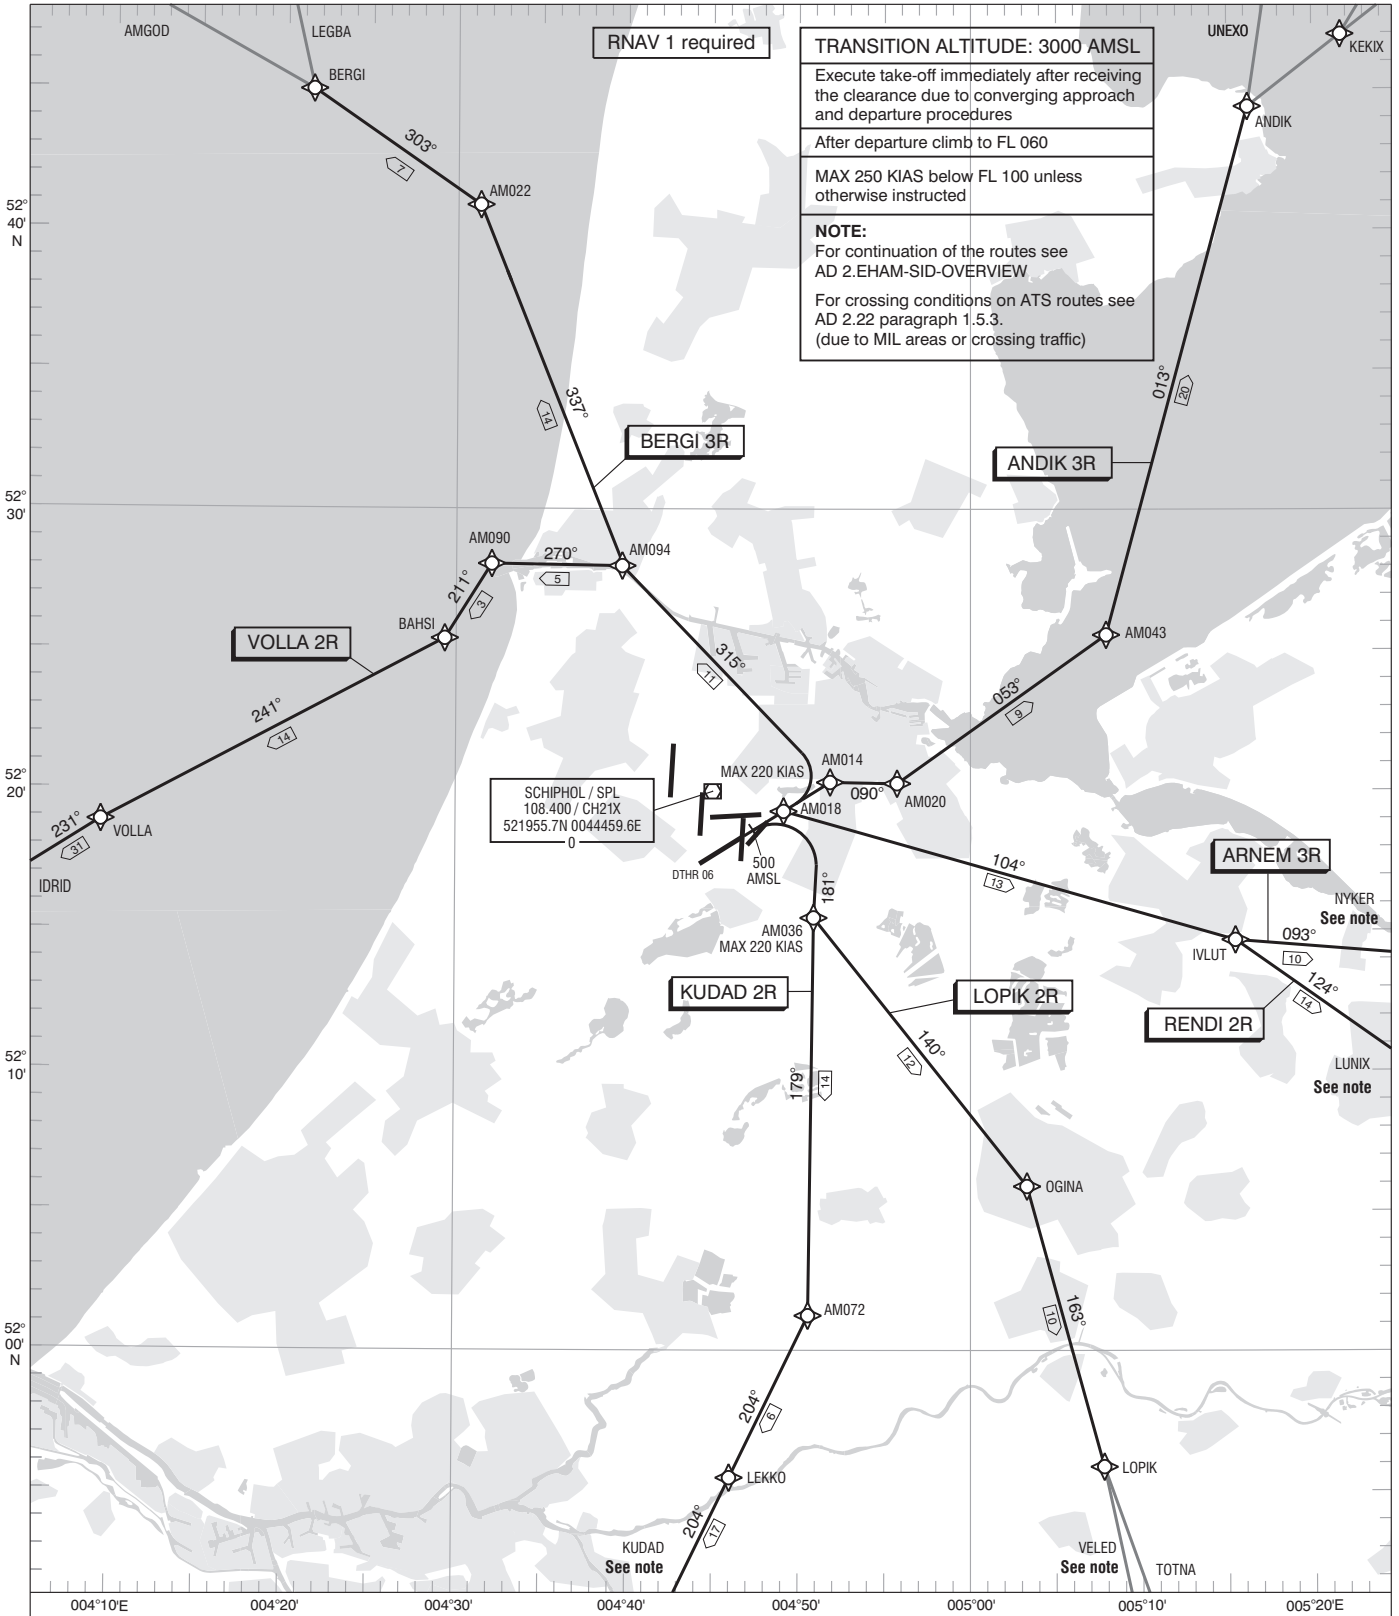 AMGOD
LEGBA
BERGI
RNAV 1 required
TRANSITION ALTITUDE: 3000 AMSL
Execute take-off immediately after receiving
the clearance due to converging approach
and departure procedures
After departure climb to FL 060
MAX 250 KIAS below FL 100 unless
otherwise instructed
NOTE:
For continuation of the routes see
AD 2.EHAM-SID-OVERVIEW
For crossing conditions on ATS routes see
AD 2.22 paragraph 1.5.3.
(due to MIL areas or crossing traffic)
UNEXO
KEKIX
ANDIK
303°
7
AM022
52°
40'
N
337°
14
BERGI 3R
013°
20
ANDIK 3R
52°
30'
AM090
270°
5
AM094
211°
3
BAHSI
VOLLA 2R
241°
14
315°
11
AM043
053°
9
52°
20'
SCHIPHOL / SPL
108.400 / CH21X
521955.7N 0044459.6E
0
MAX 220 KIAS
AM014
090°
AM020
AM018
231°
31
VOLLA
IDRID
DTHR 06
500
AMSL
181°
104°
13
ARNEM 3R
NYKER
See note
093°
10
IVLUT
124°
14
RENDI 2R
LUNIX
See note
AM036
MAX 220 KIAS
KUDAD 2R
LOPIK 2R
52°
10'
179°
14
140°
12
OGINA
AM072
163°
10
52°
00'
N
204°
6
LEKKO
LOPIK
204°
17
KUDAD
See note
VELED
See note
TOTNA
004°10'E
004°20'
004°30'
004°40'
004°50'
005°00'
005°10'
005°20'E